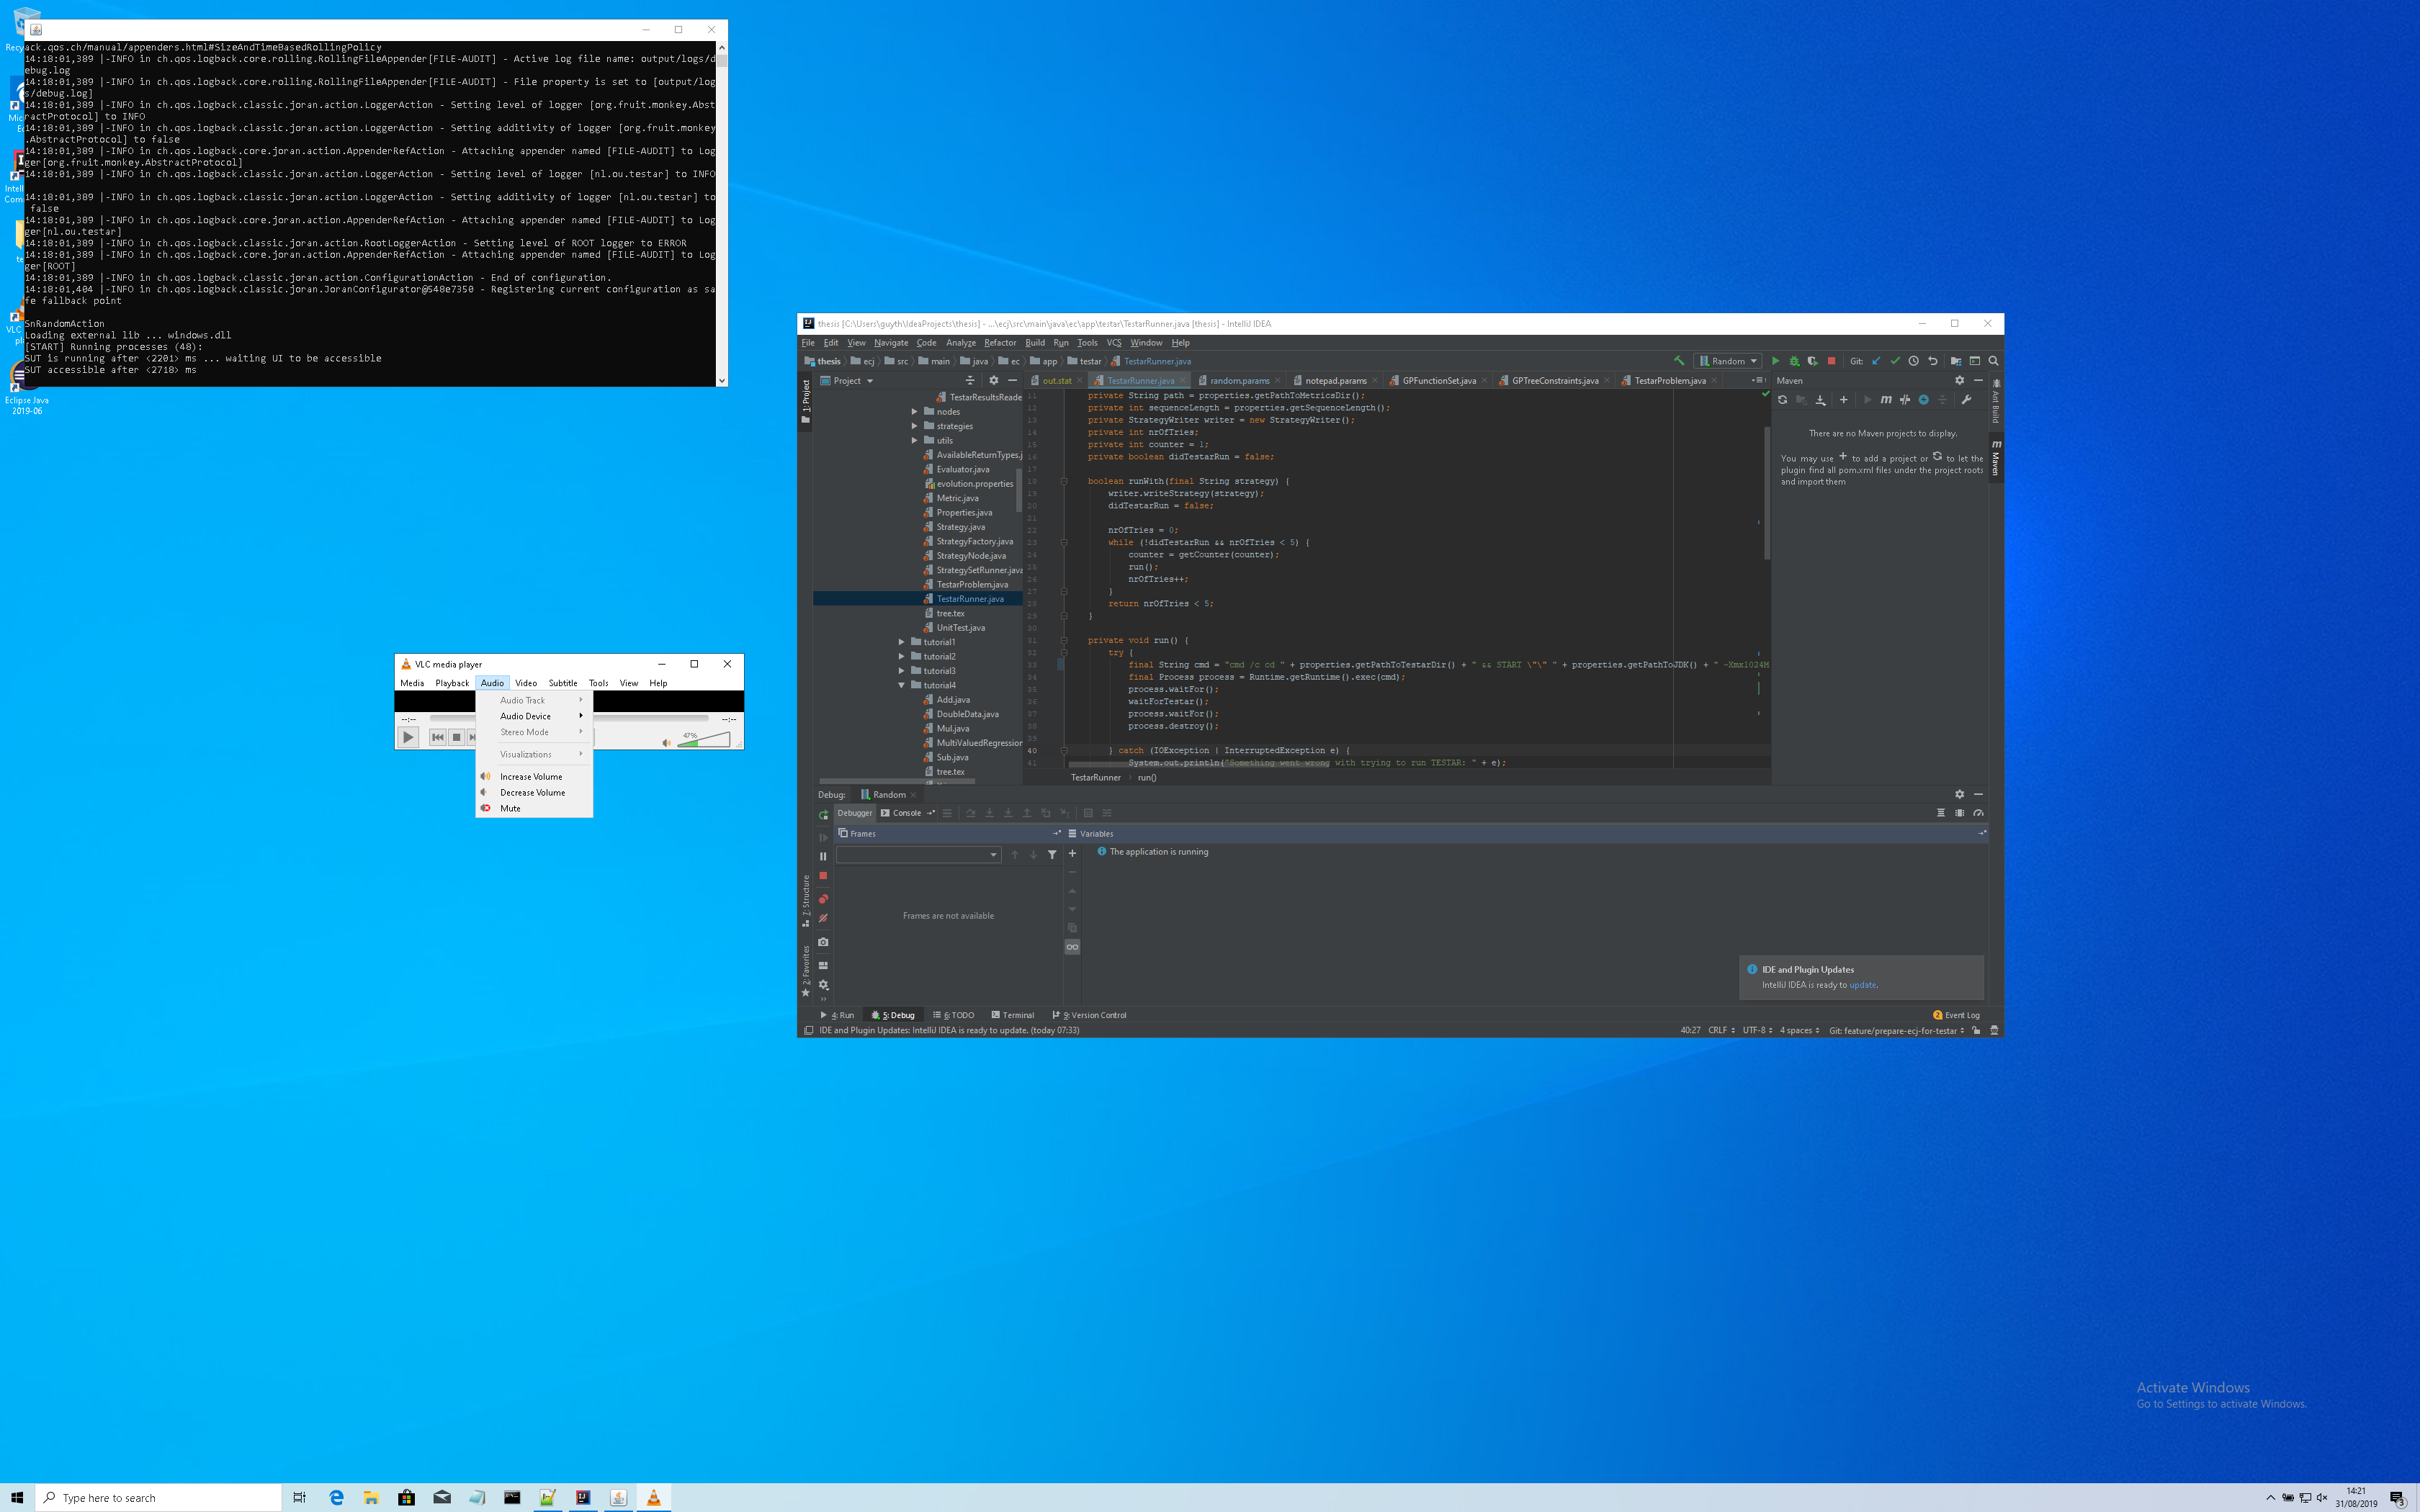 Recy
Mic
E
Intell
Com
te
VLC
pl
Eclipse Java
2019-06
ack.qos.ch/manual/appenders.html#SizeAndTimeBasedRollingPolicy
14:18:01,389 |-INFO in ch.qos.logback.core.rolling.RollingFileAppender[FILE-AUDIT] - Active log file name: output/logs/d
ebug.log
14:18:01,389 |-INFO in ch.qos.logback.core.rolling.RollingFileAppender[FILE-AUDIT] - File property is set to [output/log
s/debug.log]
14:18:01,389 |-INFO in ch.qos.logback.classic.joran.action.LoggerAction - Setting level of logger [org.fruit.monkey.Abst
ractProtocol] to INFO
14:18:01,389 |-INFO in ch.qos.logback.classic.joran.action.LoggerAction - Setting additivity of logger [org.fruit.monkey
.AbstractProtocol] to false
14:18:01,389 |-INFO in ch.qos.logback.core.joran.action.AppenderRefAction - Attaching appender named [FILE-AUDIT] to Log
ger[org.fruit.monkey.AbstractProtocol]
14:18:01,389 |-INFO in ch.qos.logback.classic.joran.action.LoggerAction - Setting level of logger [nl.ou.testar] to INFO
14:18:01,389 |-INFO in ch.qos.logback.classic.joran.action.LoggerAction - Setting additivity of logger [nl.ou.testar] to
false
14:18:01,389 |-INFO in ch.qos.logback.core.joran.action.AppenderRefAction - Attaching appender named [FILE-AUDIT] to Log
ger[nl.ou.testar]
14:18:01,389 |-INFO in ch.qos.logback.classic.joran.action.RootLoggerAction - Setting level of ROOT logger to ERROR
14:18:01,389 |-INFO in ch.qos.logback.core.joran.action.AppenderRefAction - Attaching appender named [FILE-AUDIT] to Log
ger[ROOT]
14:18:01,389 |-INFO in ch.qos.logback.classic.joran.action.ConfigurationAction - End of configuration.
14:18:01,404 |-INFO in ch.qos.logback.classic.joran.JoranConfigurator@548e7350 - Registering current configuration as sa
fe fallback point
SnRandomAction
Loading external lib ... windows.dll
[START] Running processes (48):
SUT is running after <2201> ms ... waiting UI to be accessible
SUT accessible after <2718> ms
VLC media player
Media Playback Audio Video Subtitle Tools View Help
--:-- --:--
47%
Audio Track
Audio Device
Stereo Mode
Visualizations
Increase Volume
Decrease Volume
Mute
thesis [C:\Users\guyth\IdeaProjects\thesis] - ...\ecj\src\main\java\ec\app\testar\TestarRunner.java [thesis] - IntelliJ IDEA
File Edit View Navigate Code Analyze Refactor Build Run Tools VCS Window Help
thesis ecj src main java ec app testar TestarRunner.java Random Git:
1: Project
Project
out.stat TestarRunner.java random.params notepad.params GPFunctionSet.java GPTreeConstraints.java TestarProblem.java
TestarResultsReade
nodes
strategies
utils
AvailableReturnTypes.j
Evaluator.java
evolution.properties
Metric.java
Properties.java
Strategy.java
StrategyFactory.java
StrategyNode.java
StrategySetRunner.java
TestarProblem.java
TestarRunner.java
tree.tex
UnitTest.java
tutorial1
tutorial2
tutorial3
tutorial4
Add.java
DoubleData.java
Mul.java
MultiValuedRegression
Sub.java
tree.tex
11 private String path = properties.getPathToMetricsDir();
12 private int sequenceLength = properties.getSequenceLength();
13 private StrategyWriter writer = new StrategyWriter();
14 private int nrOfTries;
15 private int counter = 1;
16 private boolean didTestarRun = false;
17
18 boolean runWith(final String strategy) {
19 writer.writeStrategy(strategy);
20 didTestarRun = false;
21
22 nrOfTries = 0;
23 while (!didTestarRun && nrOfTries < 5) {
24 counter = getCounter(counter);
25 run();
26 nrOfTries++;
27 }
28 return nrOfTries < 5;
29 }
30
31 private void run() {
32 try {
33 final String cmd = "cmd /c cd " + properties.getPathToTestarDir() + " && START \"\" " + properties.getPathToJDK() + " -Xmx1024M
34 final Process process = Runtime.getRuntime().exec(cmd);
35 process.waitFor();
36 waitForTestar();
37 process.waitFor();
38 process.destroy();
39
40 } catch (IOException | InterruptedException e) {
41 System.out.println("Something went wrong with trying to run TESTAR: " + e);
TestarRunner run()
Maven
There are no Maven projects to display.
You may use + to add a project or to let the
plugin find all pom.xml files under the project roots
and import them
Ant Build
Maven
Debug: Random
Debugger Console
Frames
Variables
The application is running
Frames are not available
7: Structure
2: Favorites
IDE and Plugin Updates
IntelliJ IDEA is ready to update.
4: Run 5: Debug 6: TODO Terminal 9: Version Control
2 Event Log
IDE and Plugin Updates: IntelliJ IDEA is ready to update. (today 07:33)
40:27 CRLF UTF-8 4 spaces Git: feature/prepare-ecj-for-testar
Activate Windows
Go to Settings to activate Windows.
Type here to search
14:21
31/08/2019
3